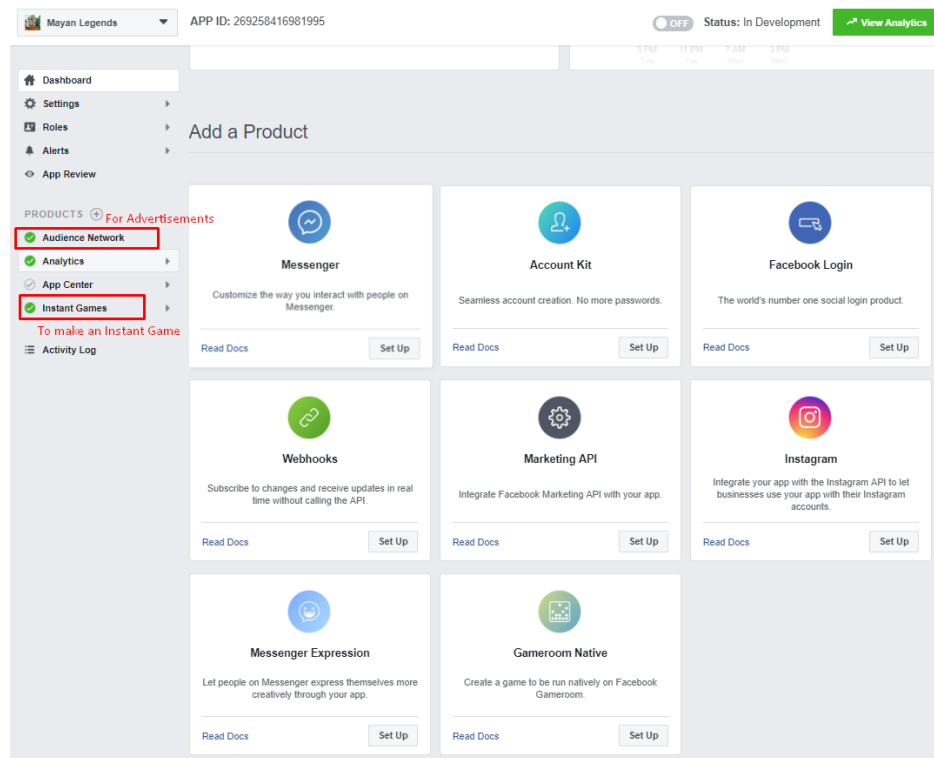 Mayan Legends
APP ID: 269258416981995
OFF
Status: In Development
View Analytics
3 PM 11 PM 7 AM 3 PM
Tue Tue Wed Wed
Dashboard
Settings
Roles
Alerts
App Review
PRODUCTS
For Advertisements
Audience Network
Analytics
App Center
Instant Games
To make an Instant Game
Activity Log
Add a Product
Messenger
Customize the way you interact with people on
Messenger.
Read Docs
Set Up
Account Kit
Seamless account creation. No more passwords.
Read Docs
Set Up
Facebook Login
The world's number one social login product.
Read Docs
Set Up
Webhooks
Subscribe to changes and receive updates in real
time without calling the API.
Read Docs
Set Up
Marketing API
Integrate Facebook Marketing API with your app.
Read Docs
Set Up
Instagram
Integrate your app with the Instagram API to let
businesses use your app with their Instagram
accounts.
Read Docs
Set Up
Messenger Expression
Let people on Messenger express themselves more
creatively through your app.
Read Docs
Set Up
Gameroom Native
Create a game to be run natively on Facebook
Gameroom.
Read Docs
Set Up